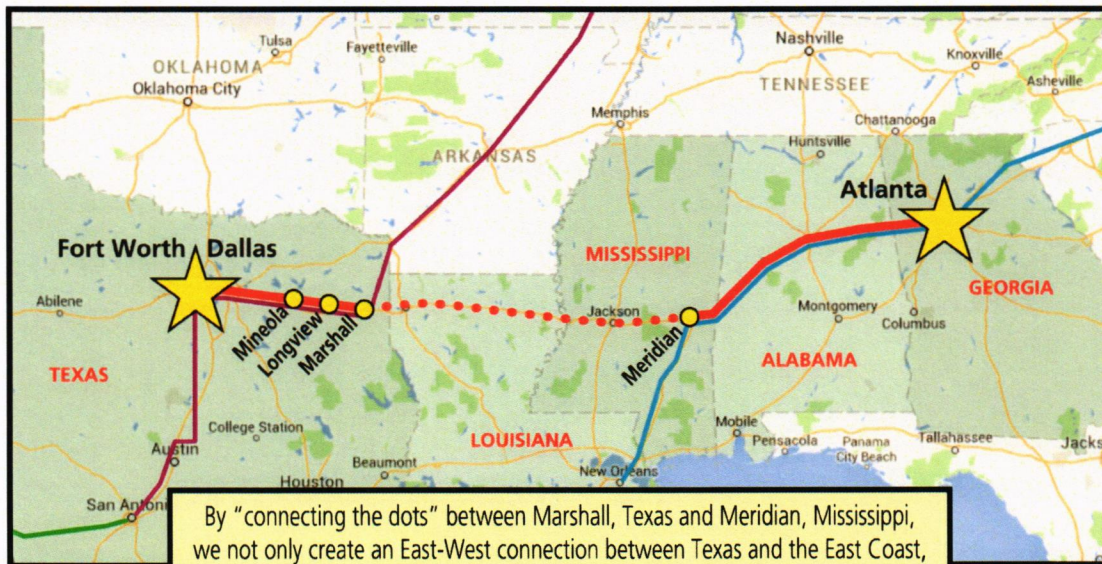 Tulsa
Fayetteville
Nashville
Knoxville
OKLAHOMA
Oklahoma City
TENNESSEE
Asheville
Memphis
Chattanooga
Huntsville
ARKANSAS
Atlanta
Fort Worth
Dallas
MISSISSIPPI
GEORGIA
Abilene
Mineola
Longview
Marshall
Jackson
Meridian
Montgomery
Columbus
TEXAS
ALABAMA
College Station
LOUISIANA
Mobile
Pensacola
Panama
City Beach
Tallahassee
Jacks
Austin
Beaumont
New Orleans
Houston
San Antoni
By “connecting the dots” between Marshall, Texas and Meridian, Mississippi,
we not only create an East-West connection between Texas and the East Coast,